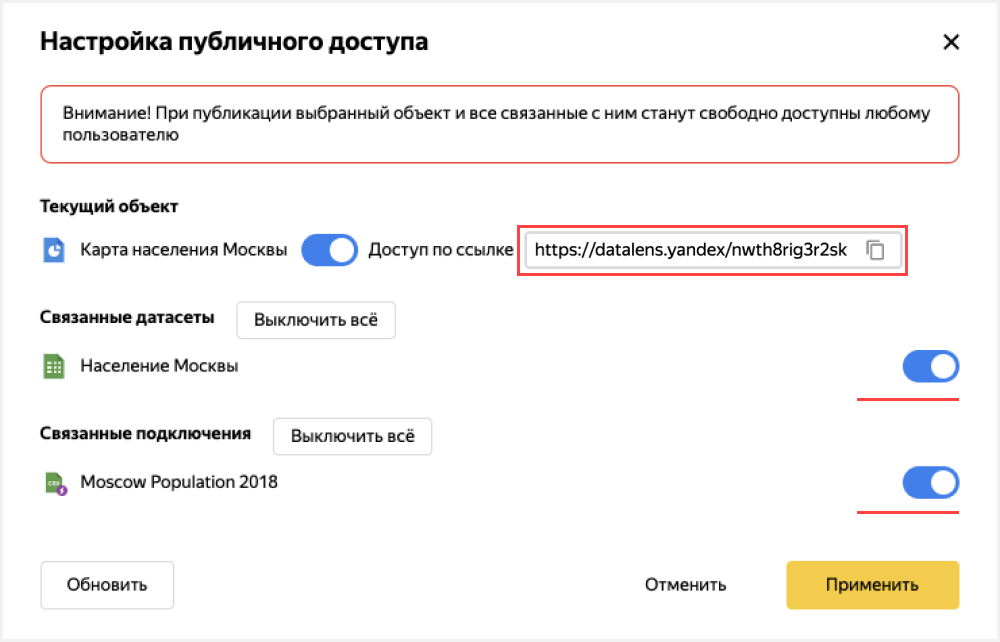 Настройка публичного доступа
Внимание! При публикации выбранный объект и все связанные с ним станут свободно доступны любому
пользователю
Текущий объект
Карта населения Москвы Доступ по ссылке https://datalens.yandex/nwth8rig3r2sk
Связанные датасеты Выключить всё
Население Москвы
Связанные подключения Выключить всё
CSV Moscow Population 2018
Обновить Отменить Применить